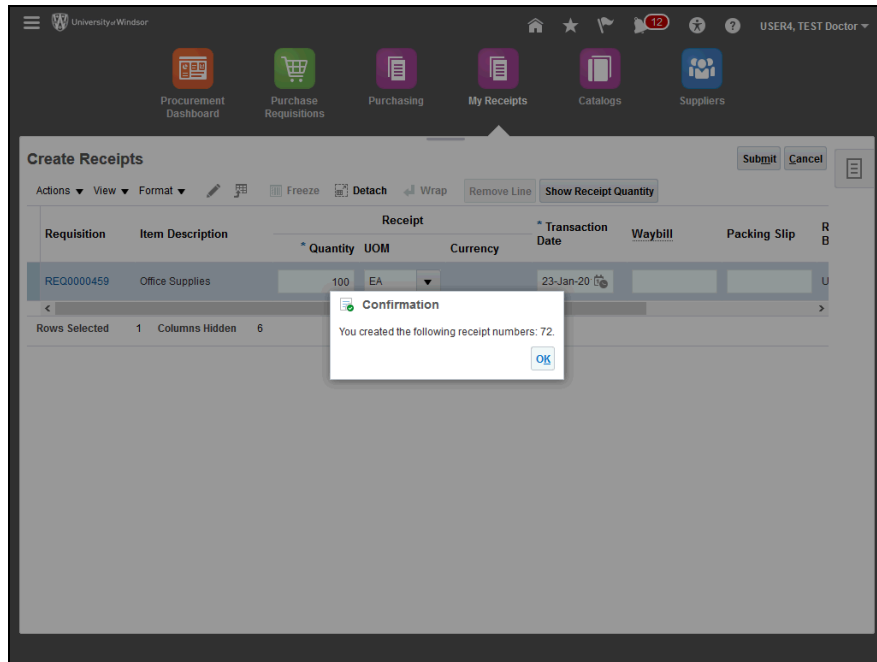 University of Windsor
12
?
USER4, TEST Doctor
Procurement Dashboard
Purchase Requisitions
Purchasing
My Receipts
Catalogs
Suppliers
Create Receipts
Submit Cancel
Actions View Format Freeze Detach Wrap Remove Line Show Receipt Quantity
Receipt
Requisition Item Description * Quantity UOM Currency * Transaction Date Waybill Packing Slip R B
REQ0000459 Office Supplies 100 EA 23-Jan-20 U
Rows Selected 1 Columns Hidden 6
Confirmation
You created the following receipt numbers: 72.
OK